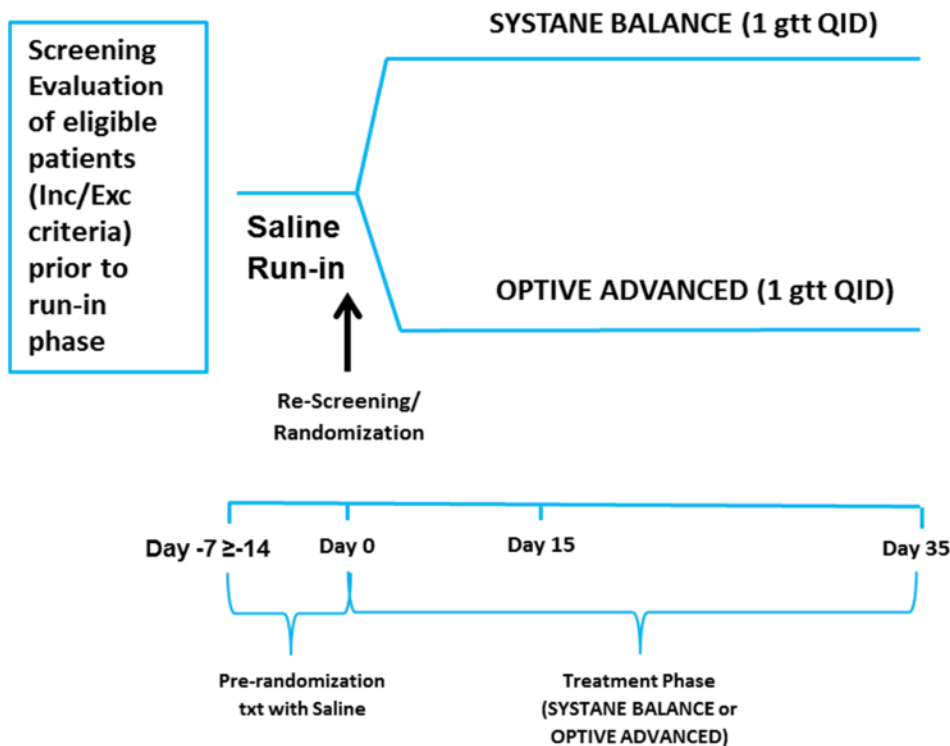 Screening
Evaluation
of eligible
patients
(Inc/Exc
criteria)
prior to
run-in
phase
SYSTANE BALANCE (1 gtt QID)
Saline
Run-in
OPTIVE ADVANCED (1 gtt QID)
Re-Screening/
Randomization
Day -7 ≥-14
Day 0
Day 15
Day 35
Pre-randomization
txt with Saline
Treatment Phase
(SYSTANE BALANCE or
OPTIVE ADVANCED)